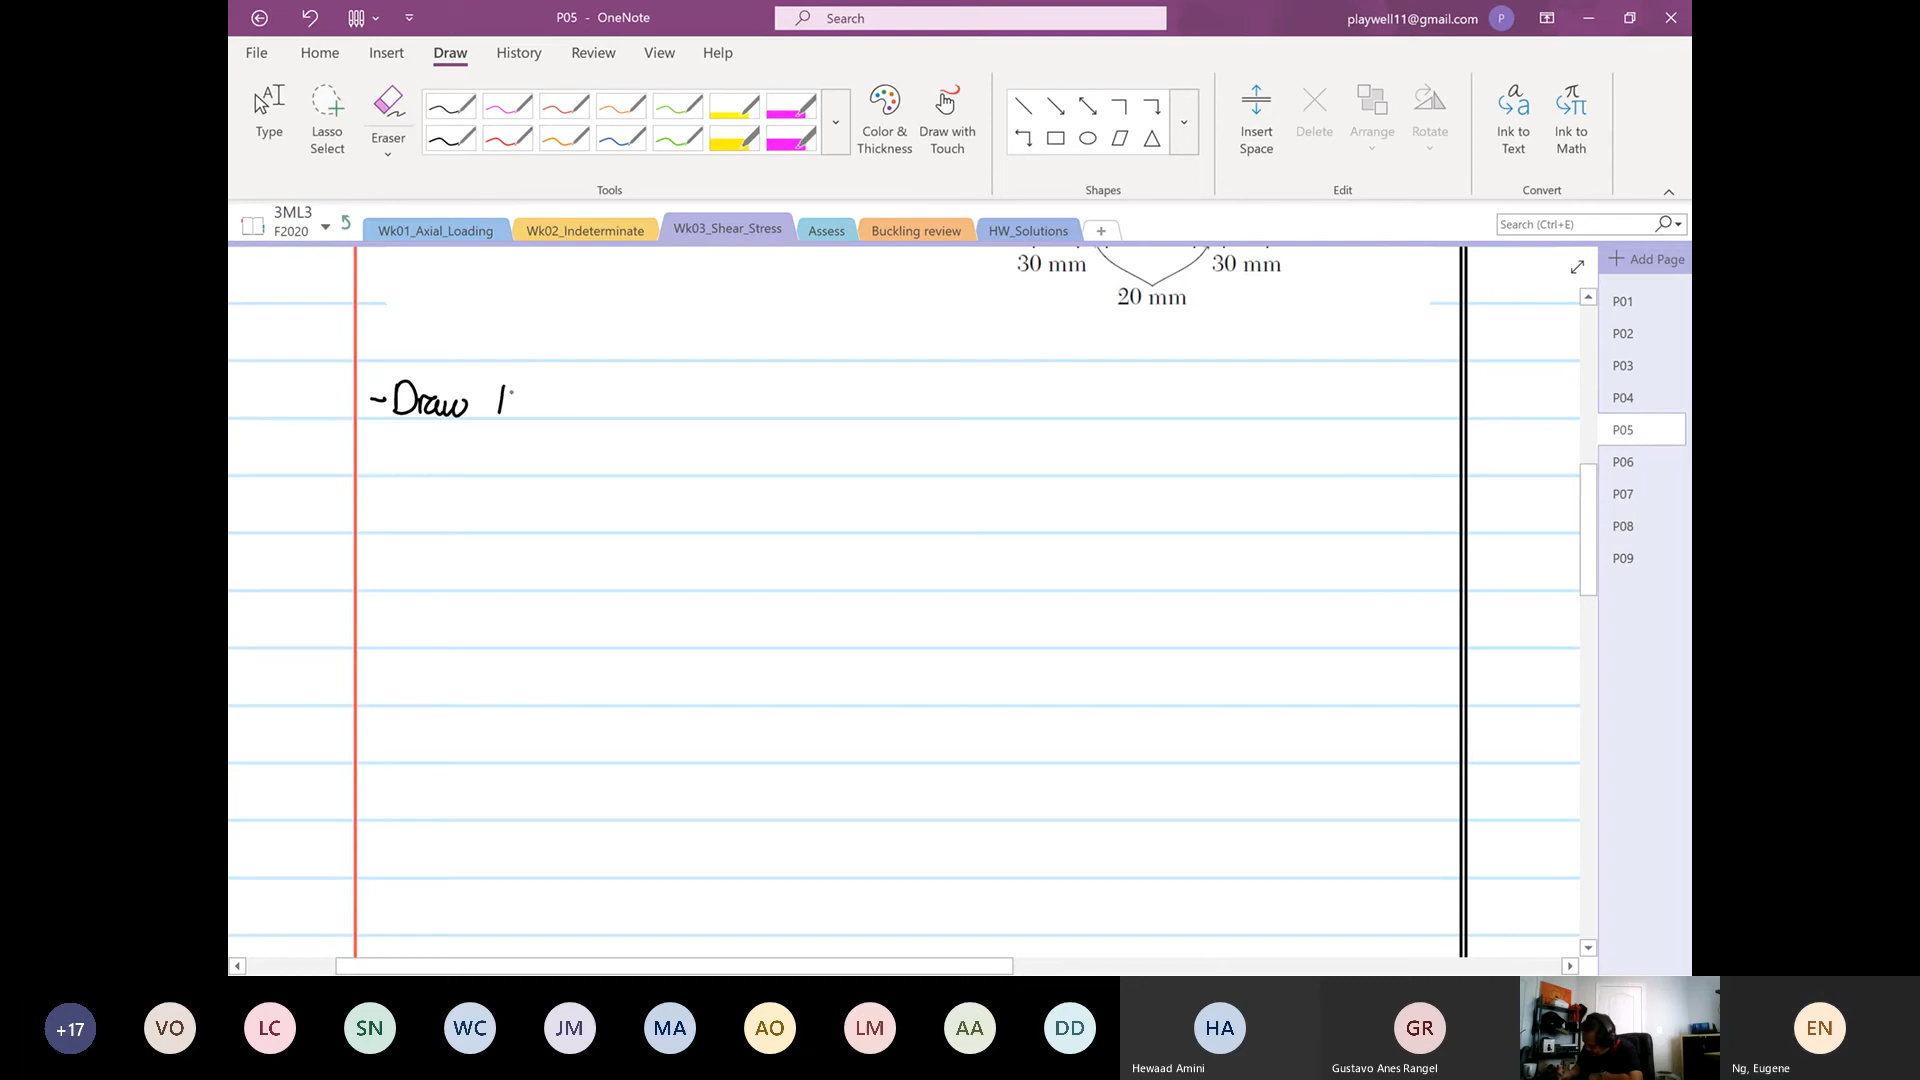 P05 - OneNote
Search
playwell11@gmail.com
P
File Home Insert Draw History Review View Help
Type
Lasso Select
Eraser
Color & Thickness
Draw with Touch
Insert Space
Delete
Arrange
Rotate
Ink to Text
Ink to Math
Tools
Shapes
Edit
Convert
3ML3 F2020
Wk01_Axial_Loading
Wk02_Indeterminate
Wk03_Shear_Stress
Assess
Buckling review
HW_Solutions
Search (Ctrl+E)
Add Page
P01
P02
P03
P04
P05
P06
P07
P08
P09
30 mm 30 mm
20 mm
-Draw
+17 VO LC SN WC JM MA AO LM AA DD HA GR EN
Hewaad Amini
Gustavo Anes Rangel
Ng, Eugene